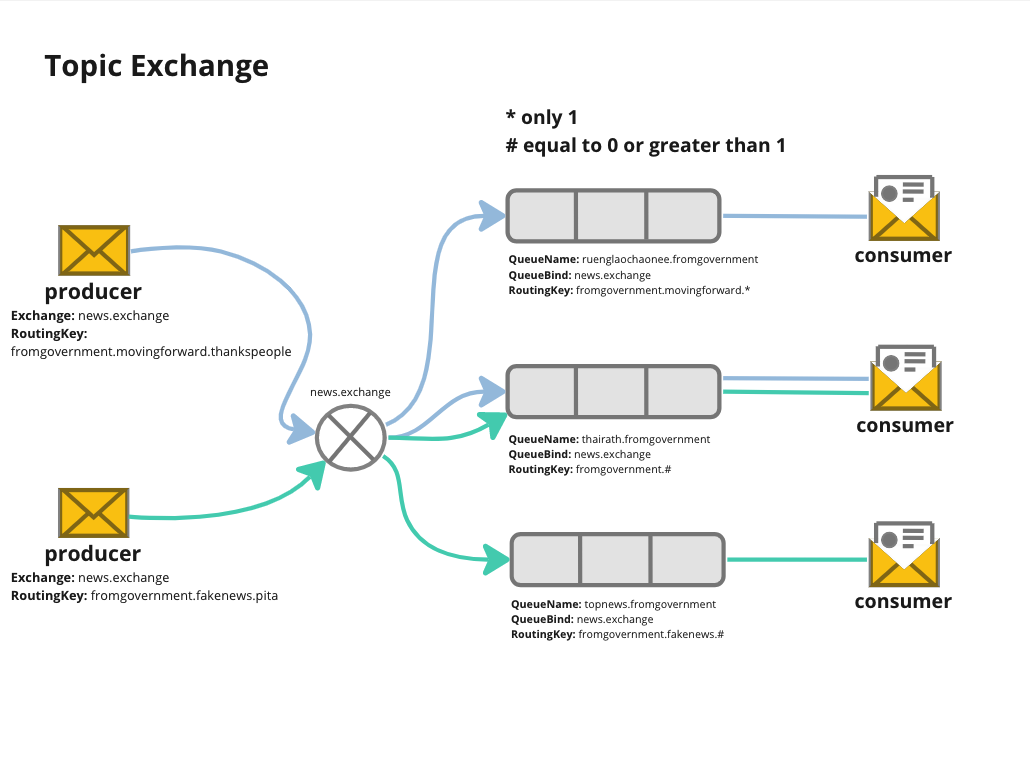 Topic Exchange
* only 1
# equal to 0 or greater than 1
producer
Exchange: news.exchange
RoutingKey:
fromgovernment.movingforward.thankspeople
news.exchange
producer
Exchange: news.exchange
RoutingKey: fromgovernment.fakenews.pita
QueueName: ruenglaochaonee.fromgovernment
QueueBind: news.exchange
RoutingKey: fromgovernment.movingforward.*
consumer
QueueName: thairath.fromgovernment
QueueBind: news.exchange
RoutingKey: fromgovernment.#
consumer
QueueName: topnews.fromgovernment
QueueBind: news.exchange
RoutingKey: fromgovernment.fakenews.#
consumer